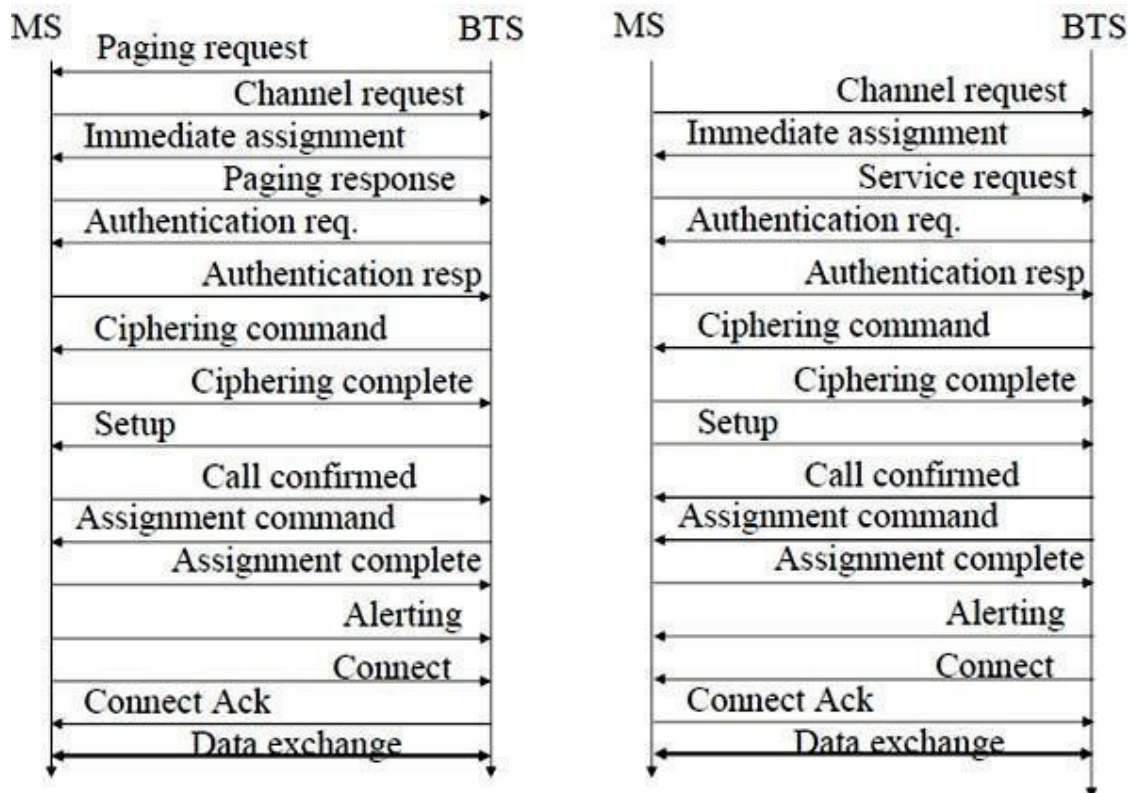 MS BTS
Paging request
Channel request
Immediate assignment
Paging response
Authentication req.
Authentication resp
Ciphering command
Ciphering complete
Setup
Call confirmed
Assignment command
Assignment complete
Alerting
Connect
Connect Ack
Data exchange
MS BTS
Channel request
Immediate assignment
Service request
Authentication req.
Authentication resp
Ciphering command
Ciphering complete
Setup
Call confirmed
Assignment command
Assignment complete
Alerting
Connect
Connect Ack
Data exchange